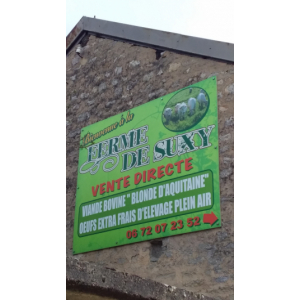 Bienvenue à la
FERME
DE SUXY
VENTE DIRECTE
VIANDE BOVINE "BLONDE D'AQUITAINE"
OEUFS EXTRA FRAIS D'ELEVAGE PLEIN AIR
06 72 07 23 52